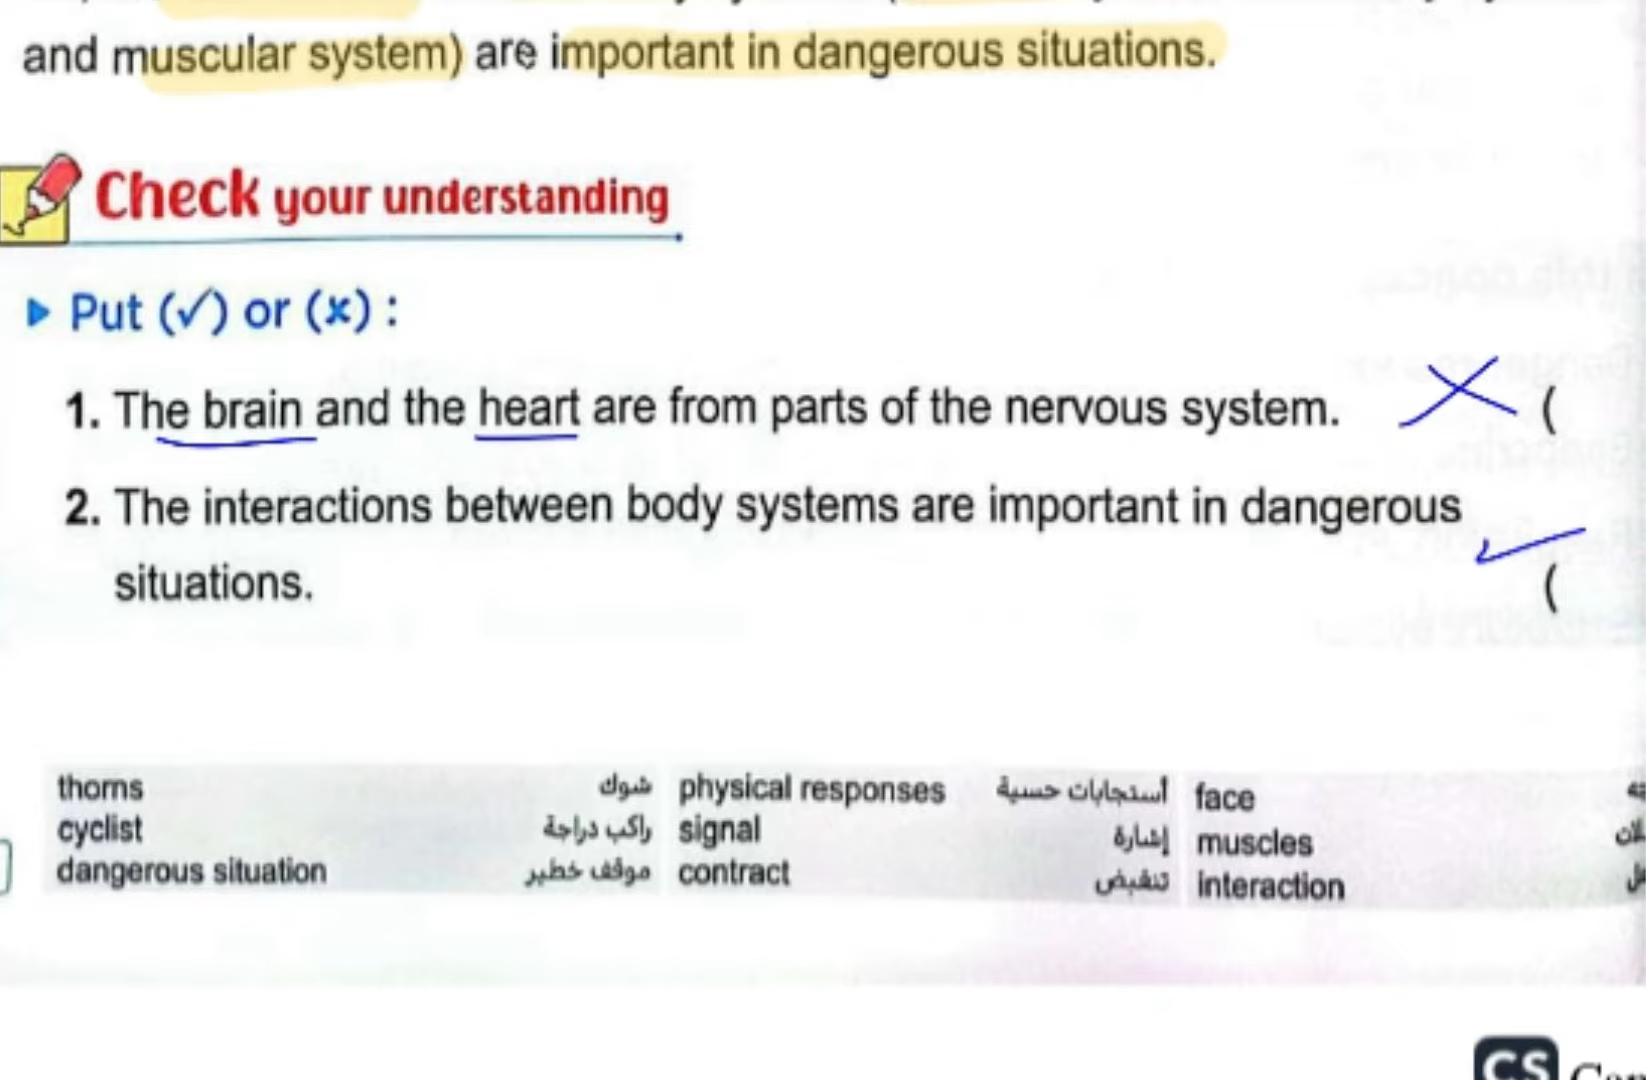 and muscular system) are important in dangerous situations.
Check your understanding
Put (✓) or (x) :
1. The brain and the heart are from parts of the nervous system. (
2. The interactions between body systems are important in dangerous
situations. (
thorns شوك physical responses أستجابات حسية face
cyclist راكب دراجة signal إشارة muscles
dangerous situation موقف خطير contract تنقبض interaction
CS